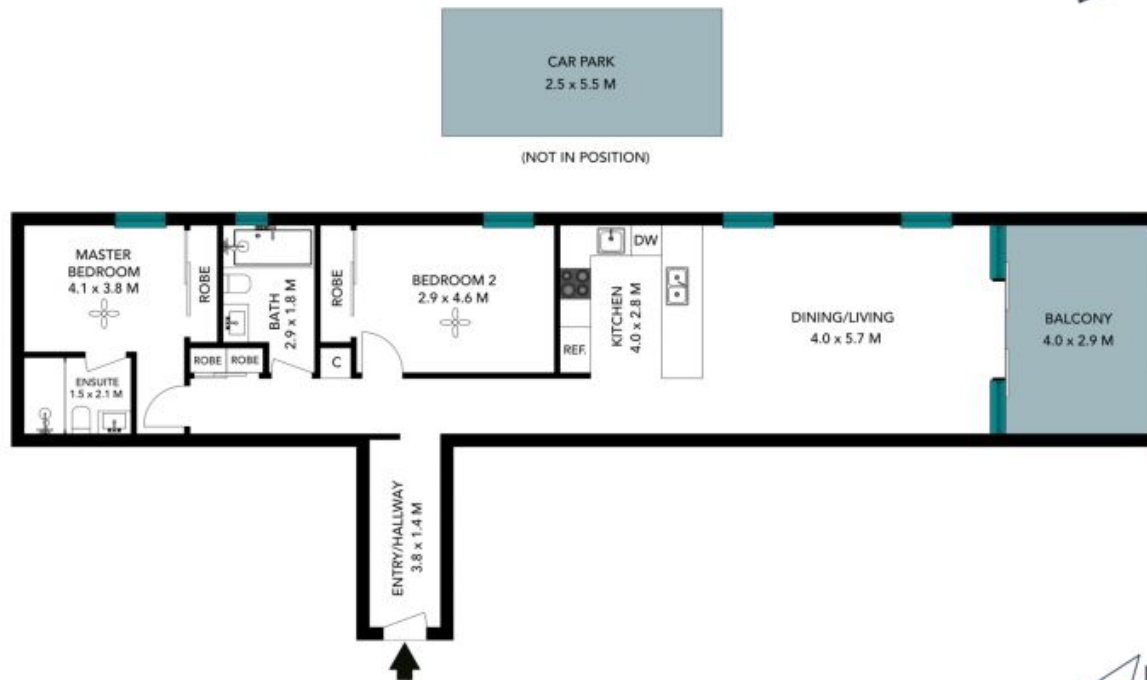 CAR PARK
2.5 x 5.5 M
(NOT IN POSITION)
MASTER
BEDROOM
4.1 x 3.8 M
ROBE
BATH
2.9 x 1.8 M
ROBE
BEDROOM 2
2.9 x 4.6 M
DW
KITCHEN
4.0 x 2.8 M
REF.
DINING/LIVING
4.0 x 5.7 M
BALCONY
4.0 x 2.9 M
ROBE ROBE
C
ENSUITE
1.5 x 2.1 M
ENTRY/HALLWAY
3.8 x 1.4 M